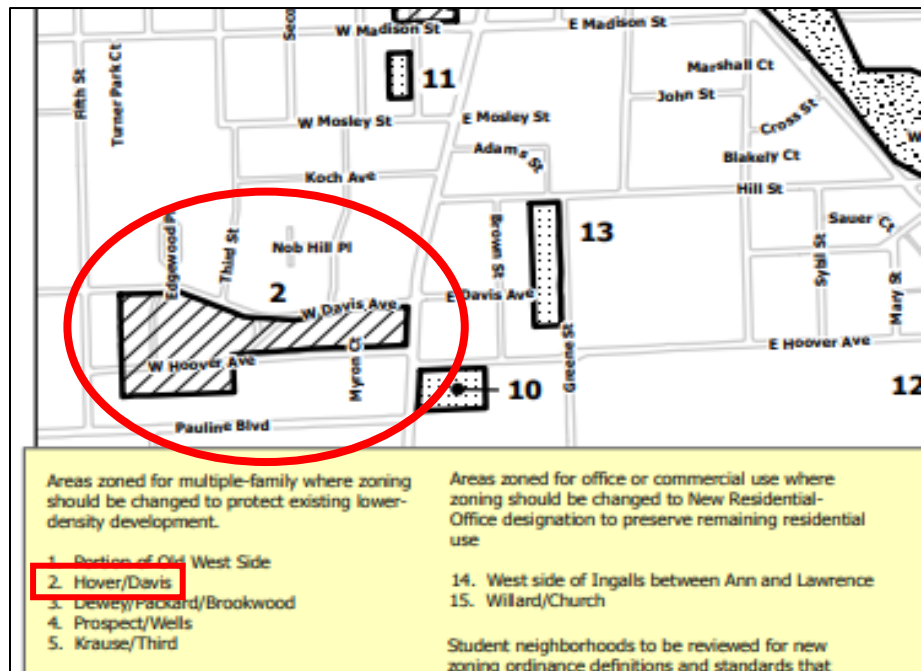 W Madison St
E Madison St
Fifth St
Turner Park Ct
11
Marshall Ct
John St
Cross St
W Mosley St
E Mosley St
Adams St
Blakely Ct
Koch Ave
Hill St
Edgewood Pl
Third St
Nob Hill Pl
Brown St
13
Sauer Ct
Sybil St
Mary St
2
W Davis Ave
E Davis Ave
W Hoover Ave
Myron Ct
Greene St
E Hoover Ave
10
12
Pauline Blvd
Areas zoned for multiple-family where zoning
should be changed to protect existing lower-
density development.
1. Portion of Old West Side
2. Hover/Davis
3. Dewey/Packard/Brookwood
4. Prospect/Wells
5. Krause/Third
Areas zoned for office or commercial use where
zoning should be changed to New Residential-
Office designation to preserve remaining residential
use
14. West side of Ingalls between Ann and Lawrence
15. Willard/Church
Student neighborhoods to be reviewed for new
zoning ordinance definitions and standards that